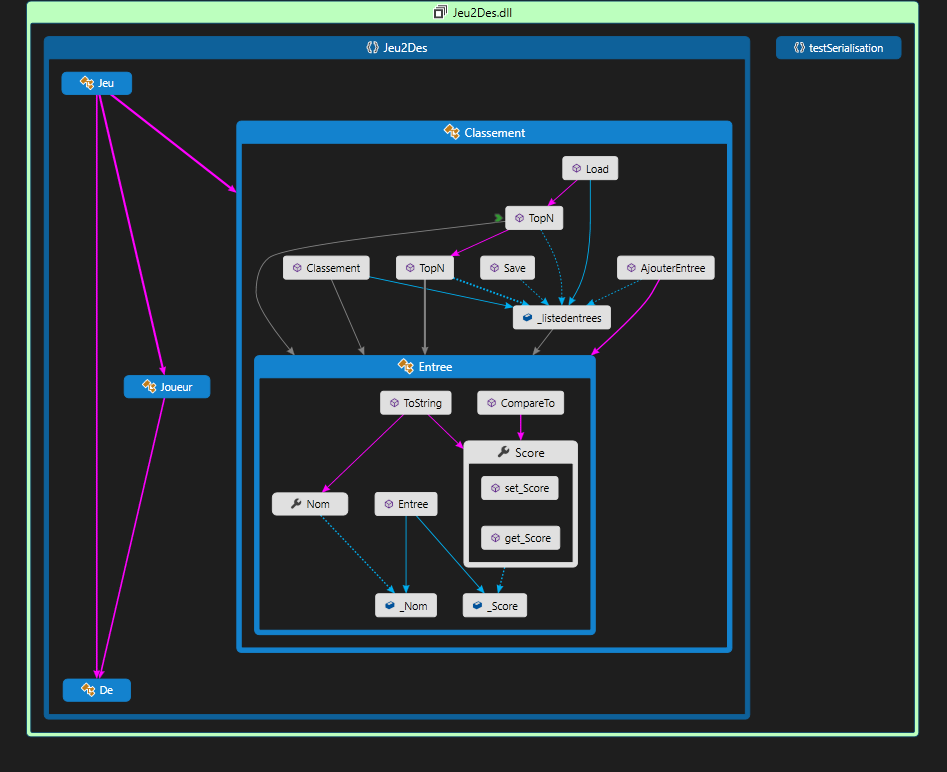 Jeu2Des.dll
Jeu2Des
testSerialisation
Jeu
Classement
Load
TopN
Classement
TopN
Save
AjouterEntree
_listedentrees
Entree
Joueur
ToString
CompareTo
Score
set_Score
Nom
Entree
get_Score
_Nom
_Score
De